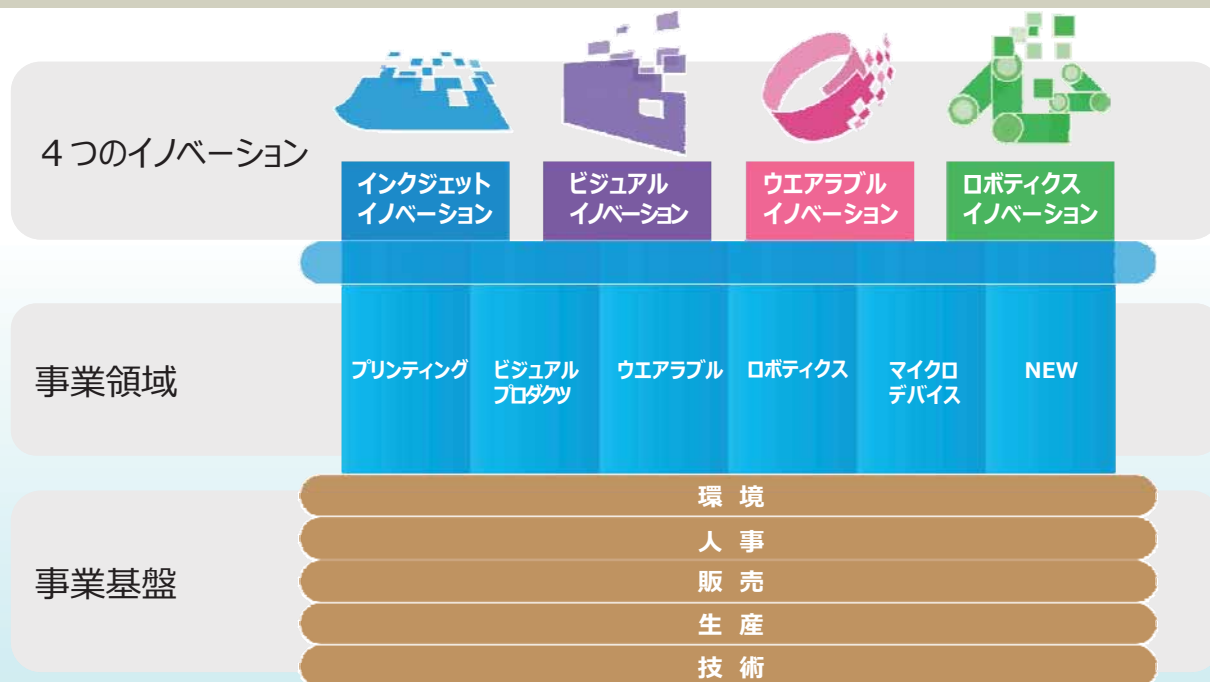 ４つのイノベーション
インクジェット
イノベーション
ビジュアル
イノベーション
ウエアラブル
イノベーション
ロボティクス
イノベーション
事業領域
プリンティング
ビジュアル
プロダクツ
ウエアラブル
ロボティクス
マイクロ
デバイス
NEW
事業基盤
環 境
人 事
販 売
生 産
技 術